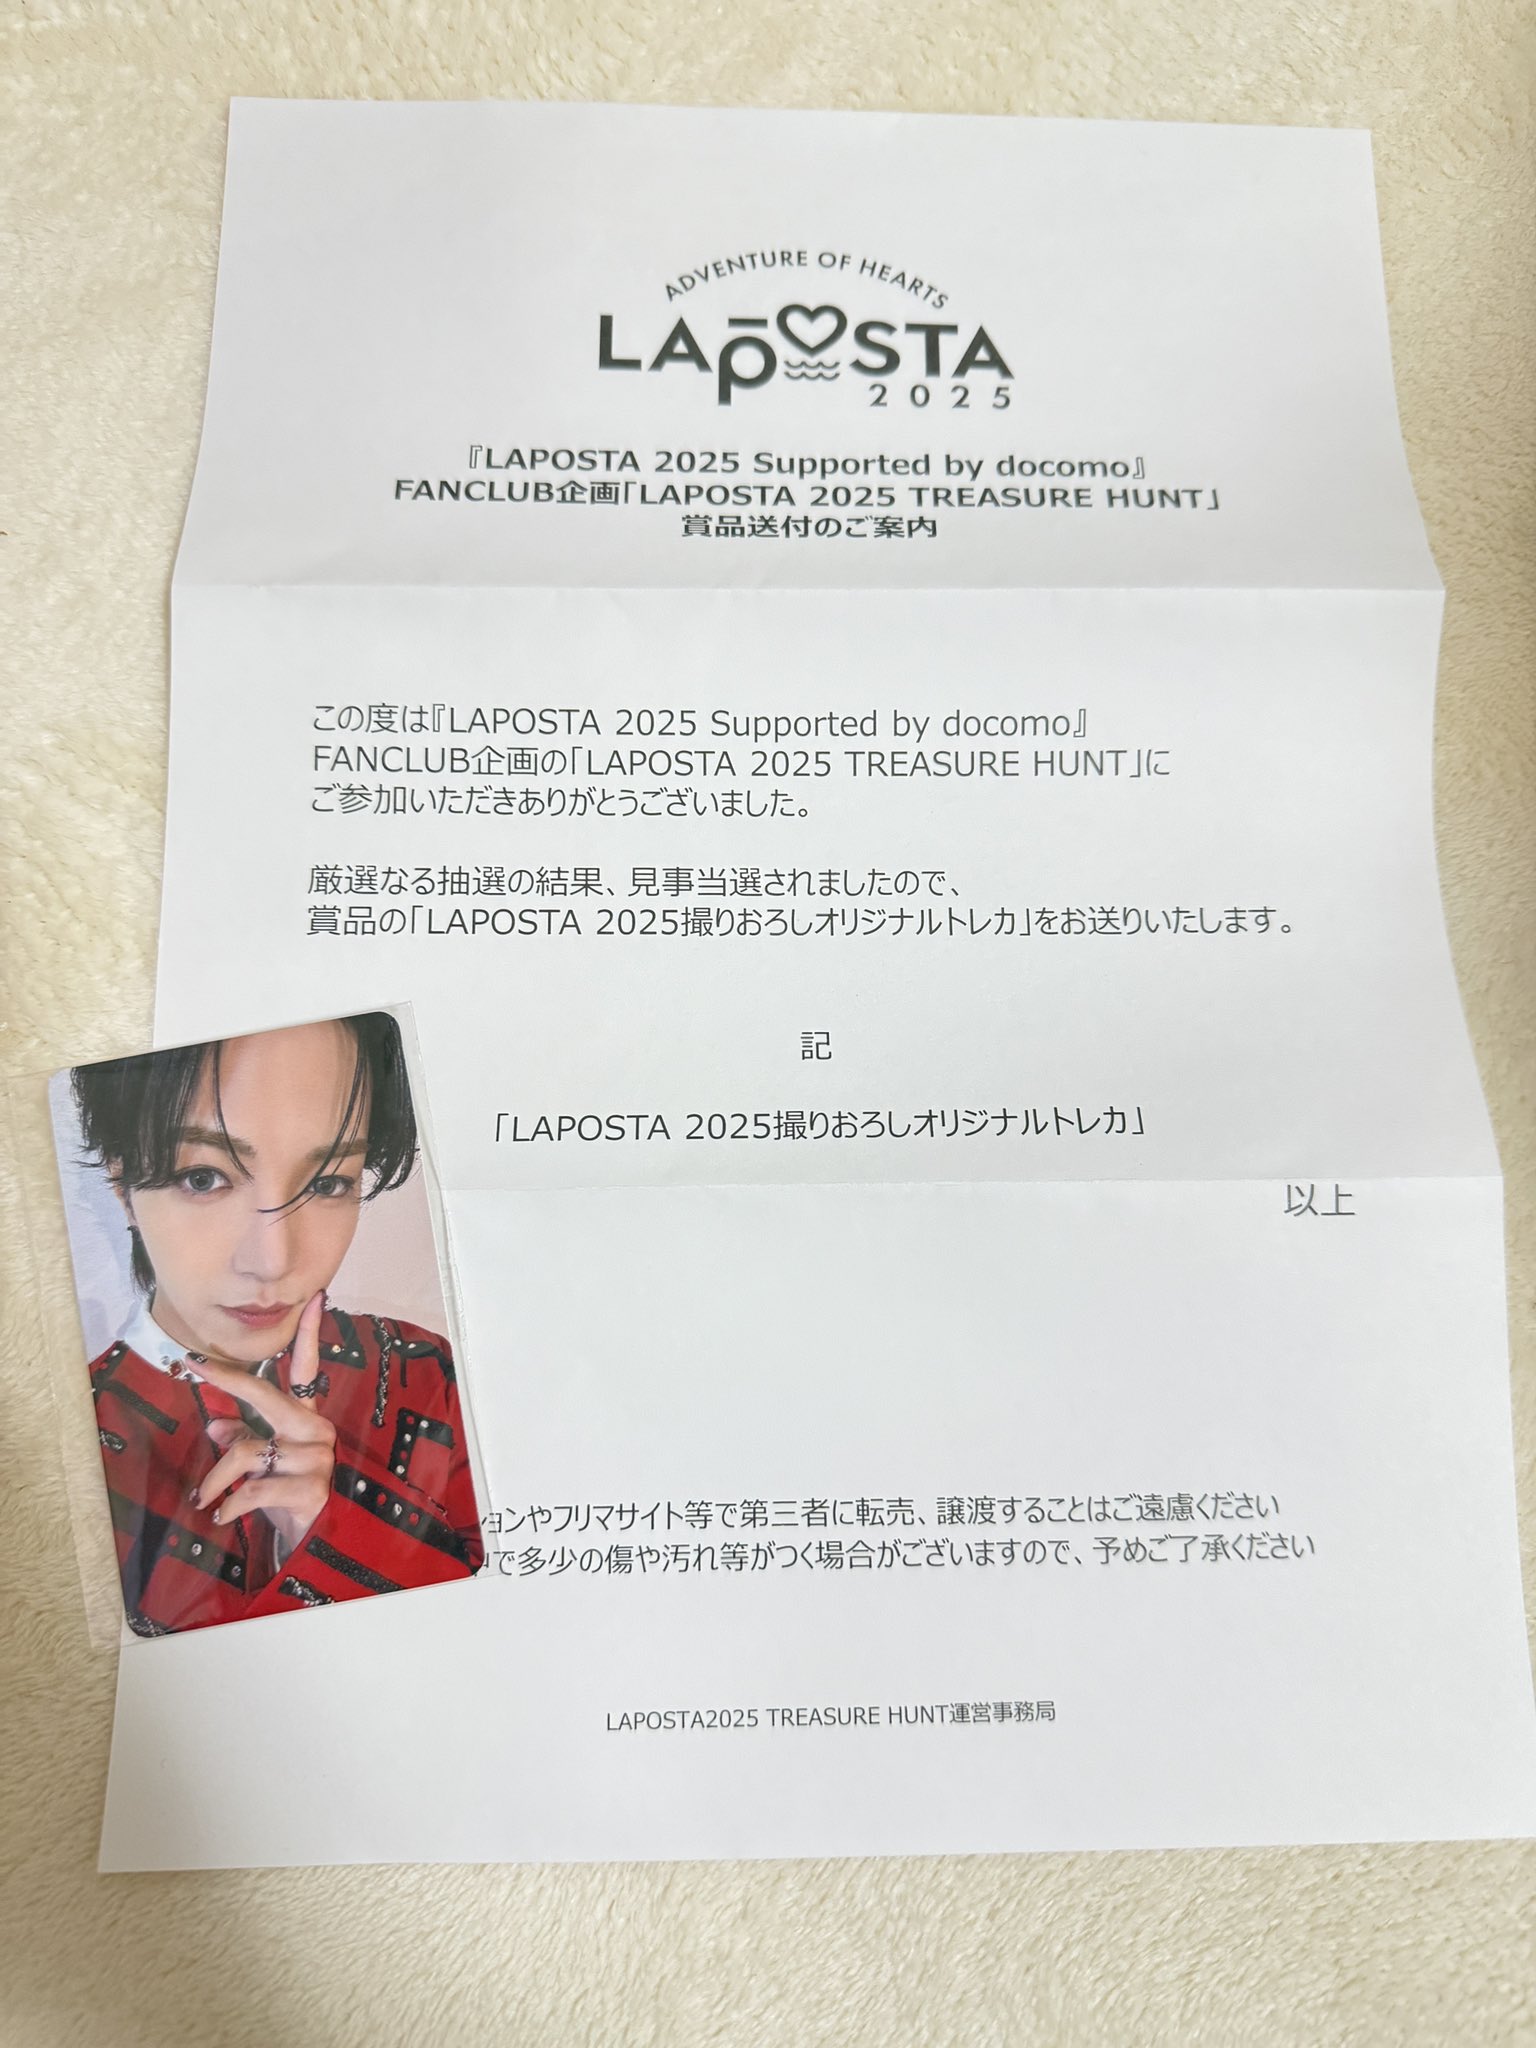 ADVENTURE OF HEARTS
LAPOSTA
2025
『LAPOSTA 2025 Supported by docomo』
FANCLUB企画「LAPOSTA 2025 TREASURE HUNT」
賞品送付のご案内
この度は『LAPOSTA 2025 Supported by docomo』
FANCLUB企画の「LAPOSTA 2025 TREASURE HUNT」に
ご参加いただきありがとうございました。
厳選なる抽選の結果、見事当選されましたので、
賞品の「LAPOSTA 2025撮りおろしオリジナルトレカ」をお送りいたします。
記
「LAPOSTA 2025撮りおろしオリジナルトレカ」
以上
ョンやフリマサイト等で第三者に転売、譲渡することはご遠慮ください
で多少の傷や汚れ等がつく場合がございますので、予めご了承ください
LAPOSTA2025 TREASURE HUNT運営事務局